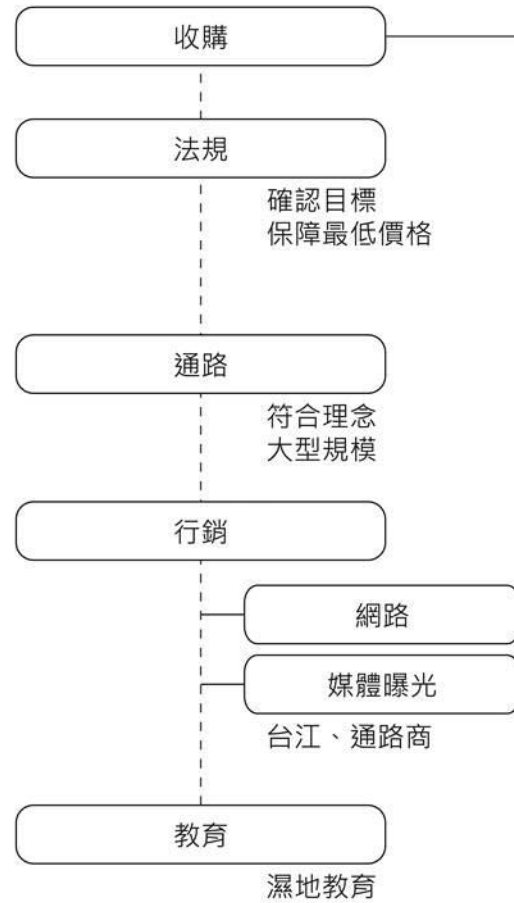 收購
法規
確認目標
保障最低價格
通路
符合理念
大型規模
行銷
網路
媒體曝光
台江、通路商
教育
濕地教育